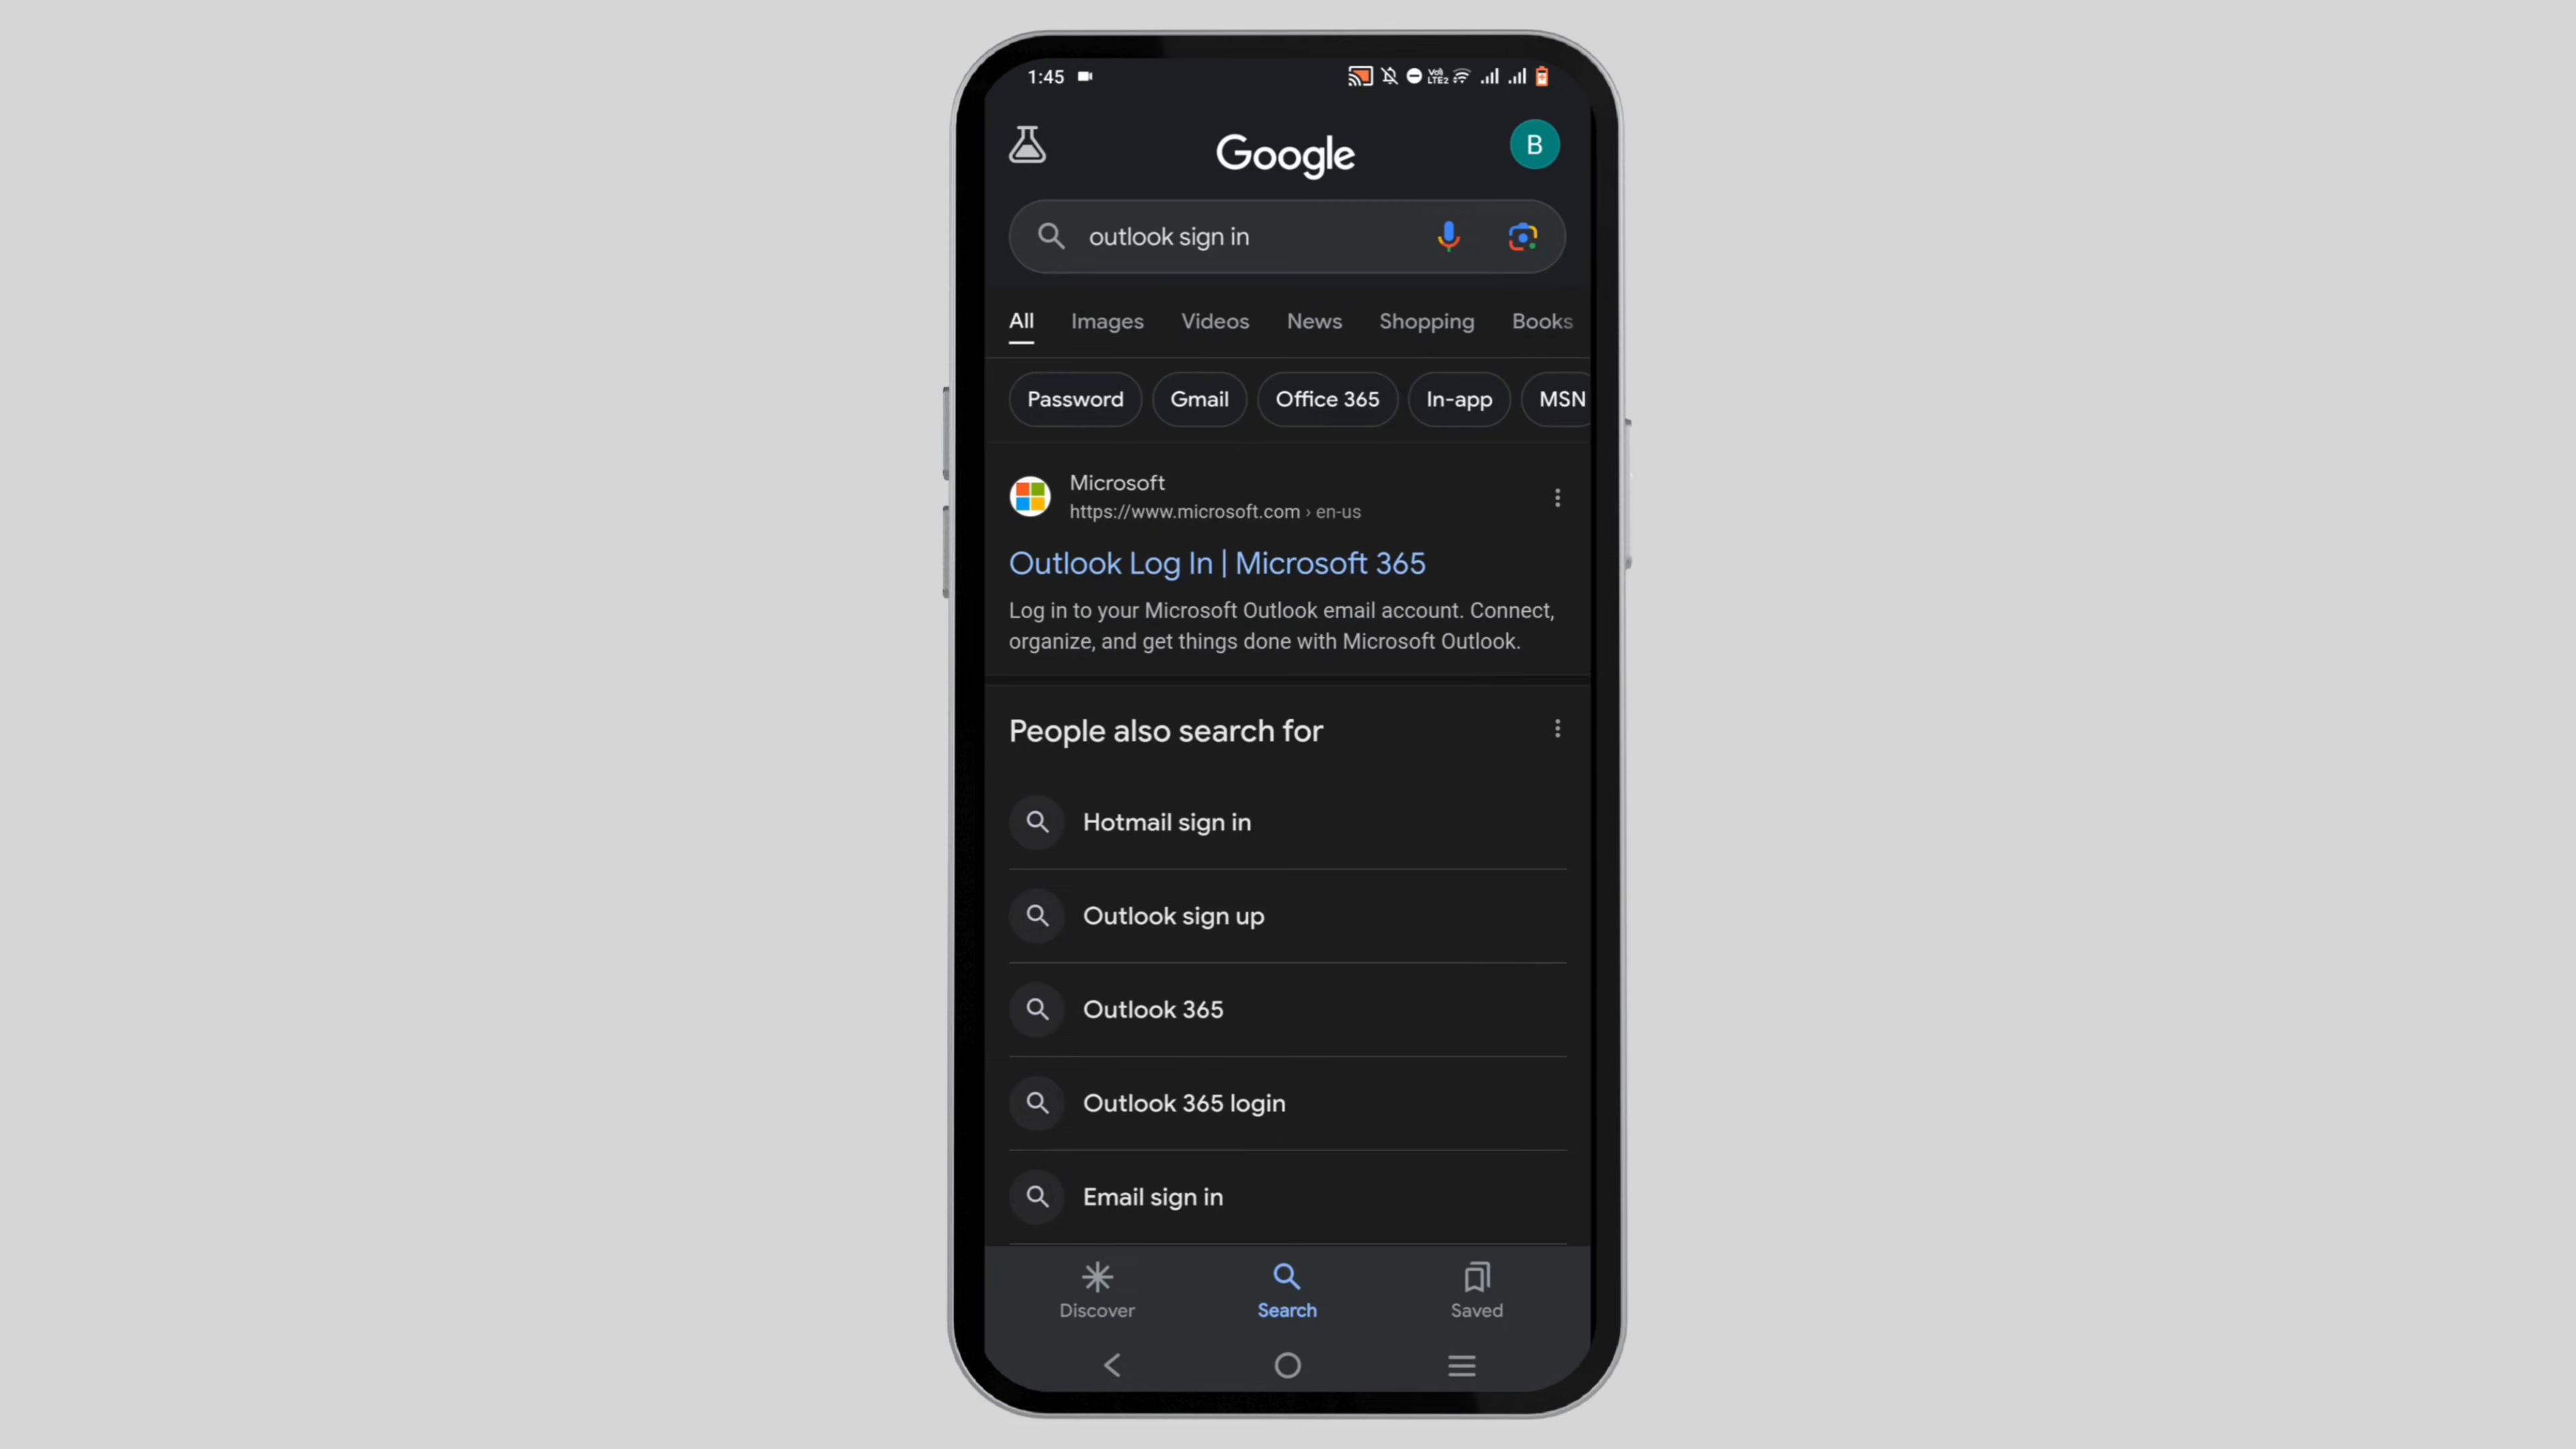 1:45
Vo)) LTE2
Google
B
outlook sign in
All Images Videos News Shopping Books
Password Gmail Office 365 In-app MSN
Microsoft
https://www.microsoft.com › en-us
Outlook Log In | Microsoft 365
Log in to your Microsoft Outlook email account. Connect,
organize, and get things done with Microsoft Outlook.
People also search for
Hotmail sign in
Outlook sign up
Outlook 365
Outlook 365 login
Email sign in
Discover Search Saved